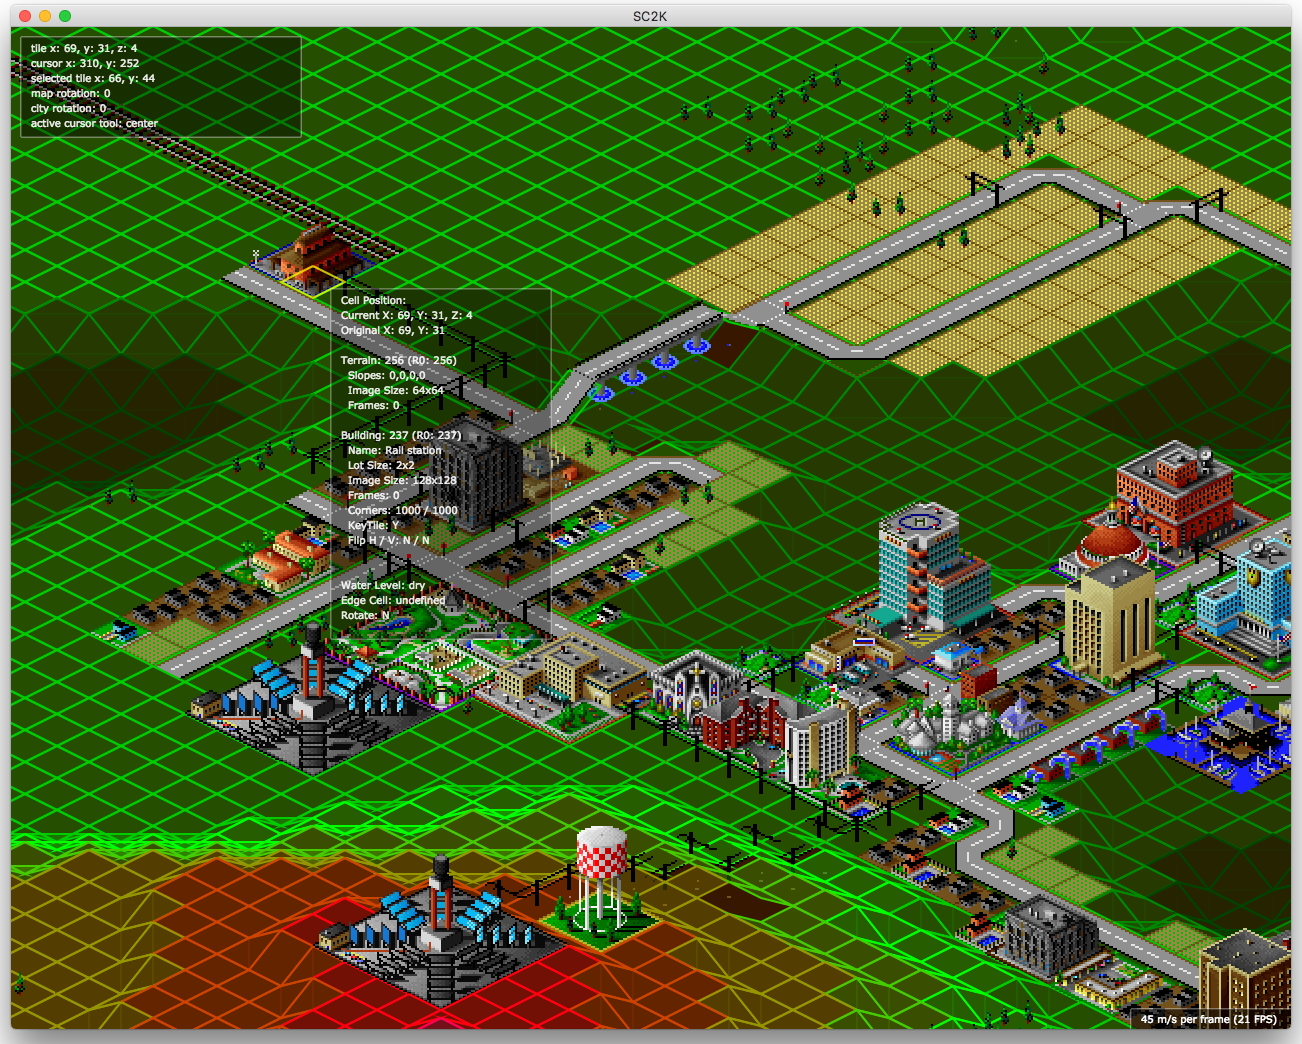 SC2K
tile x: 69, y: 31, z: 4
cursor x: 310, y: 252
selected tile x: 66, y: 44
map rotation: 0
city rotation: 0
active cursor tool: center
Cell Position:
Current X: 69, Y: 31, Z: 4
Original X: 69, Y: 31
Terrain: 256 (R0: 256)
Slopes: 0,0,0,0
Image Size: 64x64
Frames: 0
Building: 237 (R0: 237)
Name: Rail station
Lot Size: 2x2
Image Size: 128x128
Frames: 0
Corners: 1000 / 1000
KeyTile: Y
Flip H / V: N / N
Water Level: dry
Edge Cell: undefined
Rotate: N
H
45 m/s per frame (21 FPS)